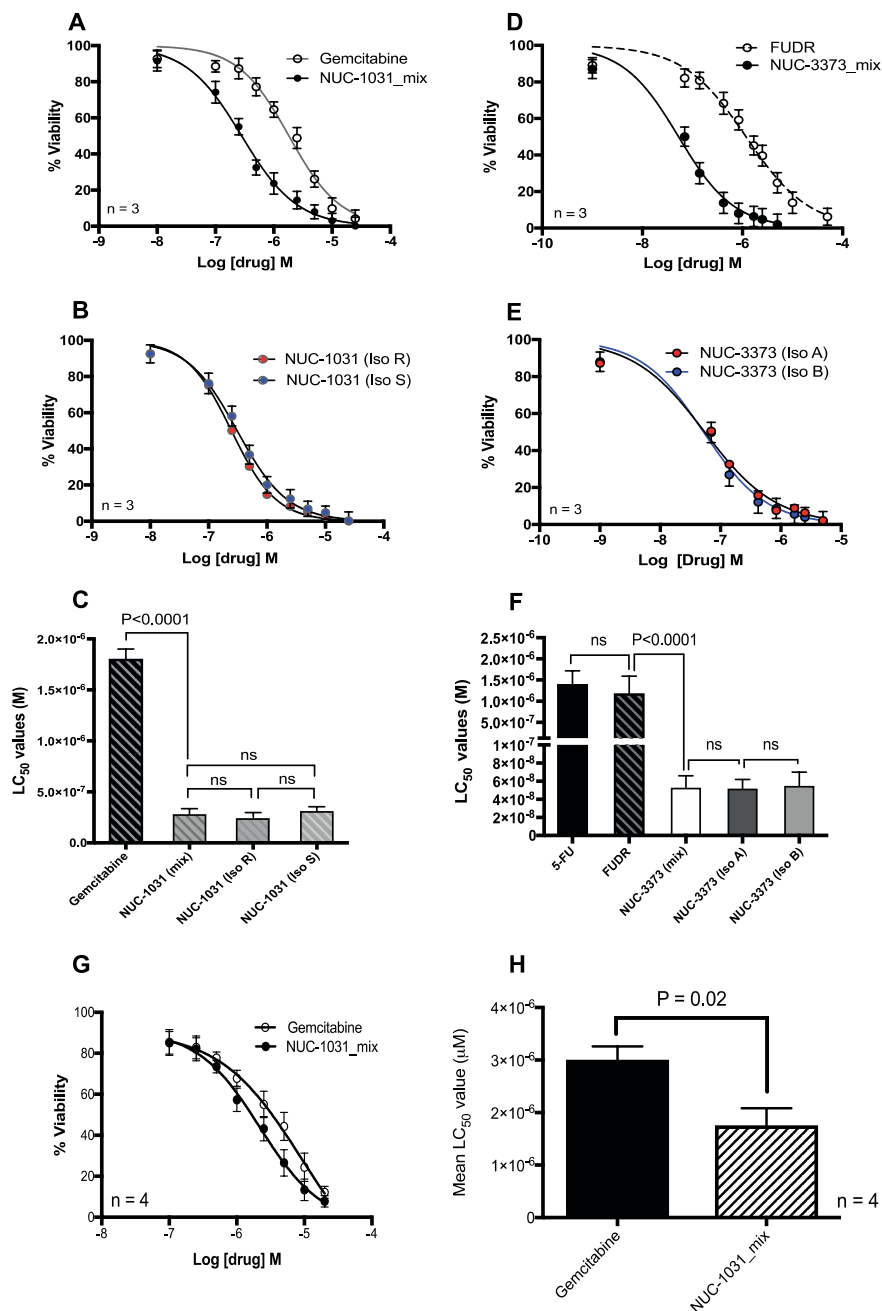 A
100
80
60
40
20
0
% Viability
Gemcitabine
NUC-1031_mix
n = 3
-9
-8
-7
-6
-5
-4
Log [drug] M
D
100
80
60
40
20
0
% Viability
FUDR
NUC-3373_mix
n = 3
-10
-8
-6
-4
Log [drug] M
B
100
80
60
40
20
0
% Viability
NUC-1031 (Iso R)
NUC-1031 (Iso S)
n = 3
-9
-8
-7
-6
-5
-4
Log [drug] M
E
100
80
60
40
20
0
% Viability
NUC-3373 (Iso A)
NUC-3373 (Iso B)
n = 3
-10
-9
-8
-7
-6
-5
Log [Drug] M
C
P<0.0001
2.0×10⁻⁶
1.5×10⁻⁶
1.0×10⁻⁶
5.0×10⁻⁷
0.0
LC₅₀ values (M)
ns
ns
ns
Gemcitabine
NUC-1031 (mix)
NUC-1031 (Iso R)
NUC-1031 (Iso S)
F
2.5×10⁻⁶
2.0×10⁻⁶
1.5×10⁻⁶
1.0×10⁻⁶
5.0×10⁻⁷
1×10⁻⁷
8×10⁻⁸
6×10⁻⁸
4×10⁻⁸
2×10⁻⁸
0
LC₅₀ values (M)
ns
P<0.0001
ns
ns
5-FU
FUDR
NUC-3373 (mix)
NUC-3373 (Iso A)
NUC-3373 (Iso B)
G
100
80
60
40
20
0
% Viability
Gemcitabine
NUC-1031_mix
n = 4
-8
-7
-6
-5
-4
Log [drug] M
H
P = 0.02
4×10⁻⁶
3×10⁻⁶
2×10⁻⁶
1×10⁻⁶
0
Mean LC₅₀ value (μM)
n = 4
Gemcitabine
NUC-1031_mix